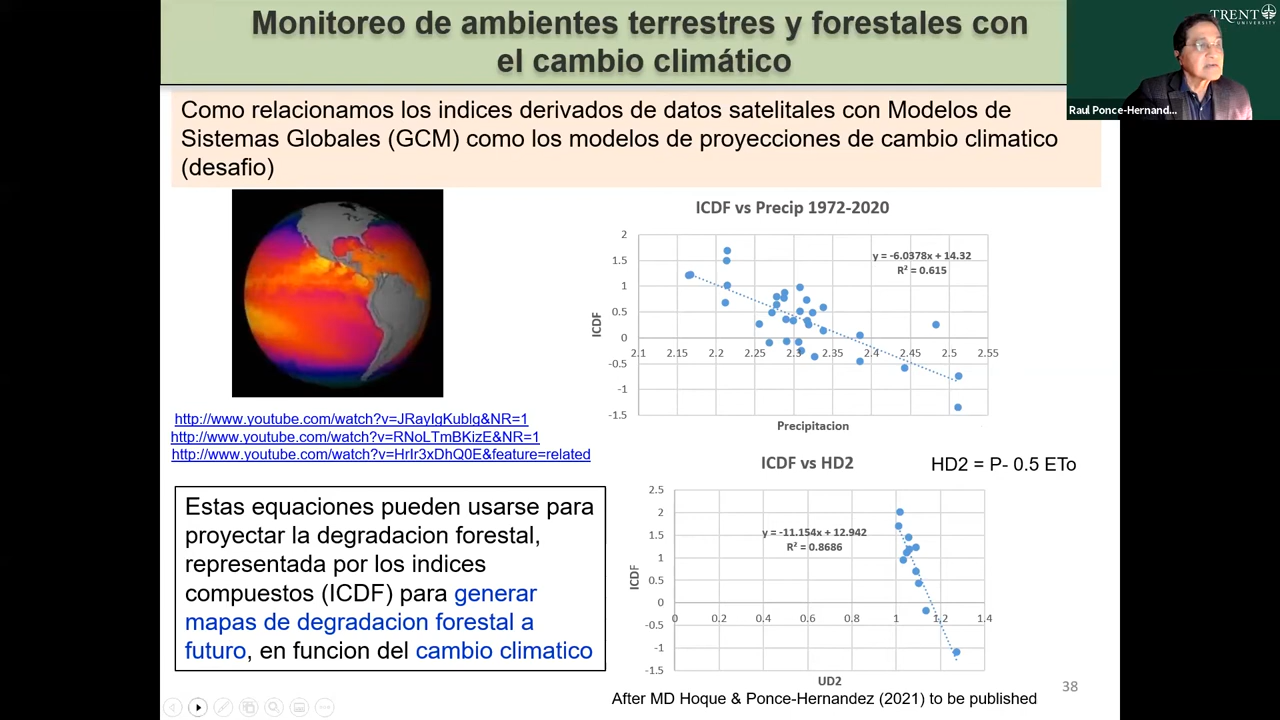 Monitoreo de ambientes terrestres y forestales con
el cambio climático
TRENT
UNIVERSITY
Raul Ponce-Hernand...
Como relacionamos los indices derivados de datos satelitales con Modelos de
Sistemas Globales (GCM) como los modelos de proyecciones de cambio climatico
(desafio)
http://www.youtube.com/watch?v=JRayIgKublg&NR=1
http://www.youtube.com/watch?v=RNoLTmBKizE&NR=1
http://www.youtube.com/watch?v=HrIr3xDhQ0E&feature=related
Estas equaciones pueden usarse para
proyectar la degradacion forestal,
representada por los indices
compuestos (ICDF) para generar
mapas de degradacion forestal a
futuro, en funcion del cambio climatico
ICDF vs Precip 1972-2020
y = -6.0378x + 14.32
R² = 0.615
2
1.5
1
0.5
0
-0.5
-1
-1.5
ICDF
2.1 2.15 2.2 2.25 2.3 2.35 2.4 2.45 2.5 2.55
Precipitacion
ICDF vs HD2
HD2 = P- 0.5 ETo
y = -11.154x + 12.942
R² = 0.8686
2.5
2
1.5
1
0.5
0
-0.5
-1
-1.5
ICDF
0 0.2 0.4 0.6 0.8 1 1.2 1.4
UD2
After MD Hoque & Ponce-Hernandez (2021) to be published
38